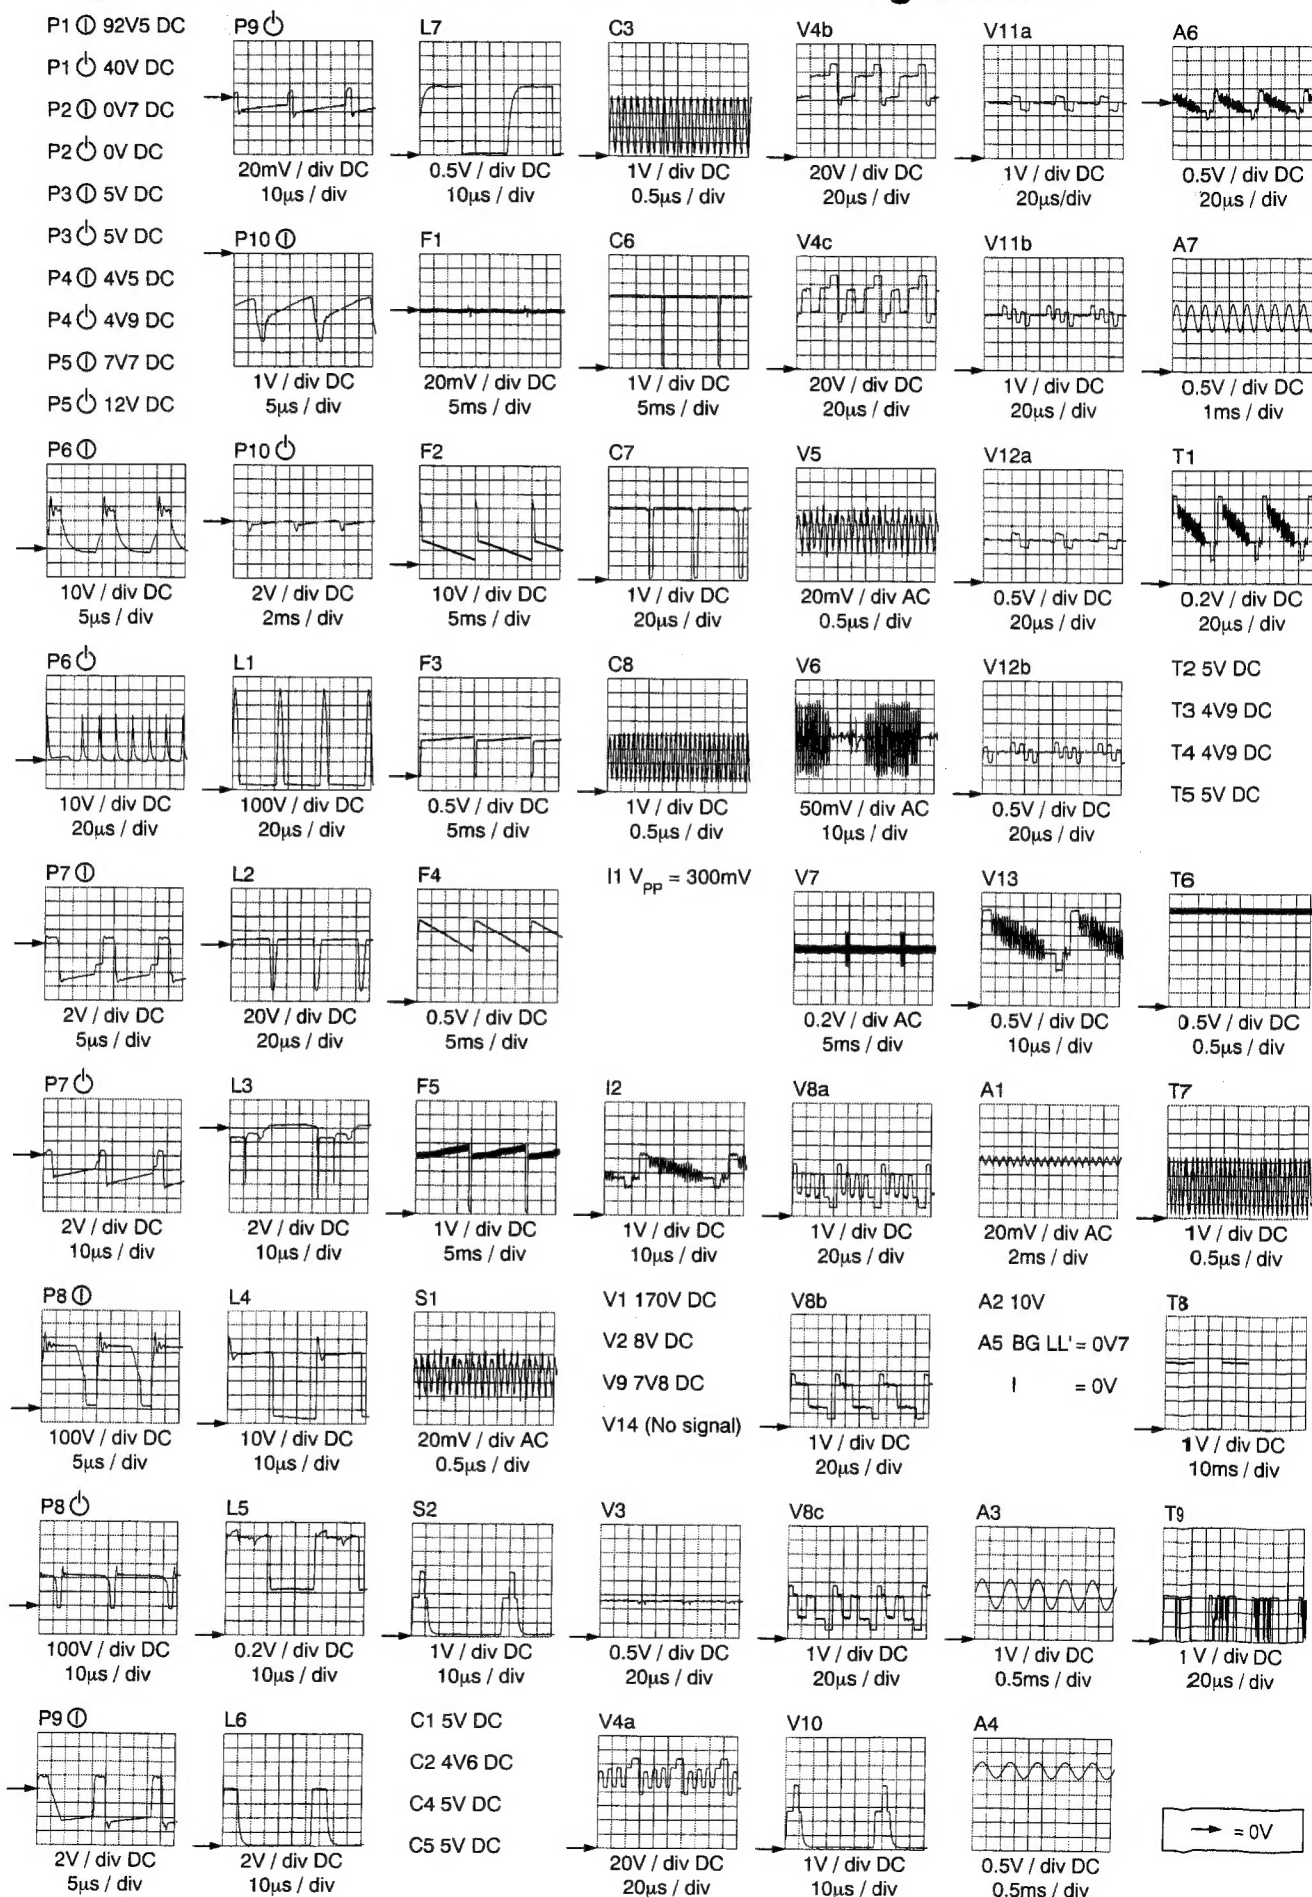 P1 ⏼ 92V5 DC
P1 ⏻ 40V DC
P2 ⏼ 0V7 DC
P2 ⏻ 0V DC
P3 ⏼ 5V DC
P3 ⏻ 5V DC
P4 ⏼ 4V5 DC
P4 ⏻ 4V9 DC
P5 ⏼ 7V7 DC
P5 ⏻ 12V DC
P6 ⏼
10V / div DC
5µs / div
P6 ⏻
10V / div DC
20µs / div
P7 ⏼
2V / div DC
5µs / div
P7 ⏻
2V / div DC
10µs / div
P8 ⏼
100V / div DC
5µs / div
P8 ⏻
100V / div DC
10µs / div
P9 ⏼
2V / div DC
5µs / div
P9 ⏻
20mV / div DC
10µs / div
P10 ⏼
1V / div DC
5µs / div
P10 ⏻
2V / div DC
2ms / div
L1
100V / div DC
20µs / div
L2
20V / div DC
20µs / div
L3
2V / div DC
10µs / div
L4
10V / div DC
10µs / div
L5
0.2V / div DC
10µs / div
L6
2V / div DC
10µs / div
L7
0.5V / div DC
10µs / div
F1
20mV / div DC
5ms / div
F2
10V / div DC
5ms / div
F3
0.5V / div DC
5ms / div
F4
0.5V / div DC
5ms / div
F5
1V / div DC
5ms / div
S1
20mV / div AC
0.5µs / div
S2
1V / div DC
10µs / div
C1 5V DC
C2 4V6 DC
C4 5V DC
C5 5V DC
C3
1V / div DC
0.5µs / div
C6
1V / div DC
5ms / div
C7
1V / div DC
20µs / div
C8
1V / div DC
0.5µs / div
I1 VPP = 300mV
I2
1V / div DC
10µs / div
V1 170V DC
V2 8V DC
V9 7V8 DC
V14 (No signal)
V3
0.5V / div DC
20µs / div
V4a
20V / div DC
20µs / div
V4b
20V / div DC
20µs / div
V4c
20V / div DC
20µs / div
V5
20mV / div AC
0.5µs / div
V6
50mV / div AC
10µs / div
V7
0.2V / div AC
5ms / div
V8a
1V / div DC
20µs / div
V8b
1V / div DC
20µs / div
V8c
1V / div DC
20µs / div
V10
1V / div DC
10µs / div
V11a
1V / div DC
20µs/div
V11b
1V / div DC
20µs / div
V12a
0.5V / div DC
20µs / div
V12b
0.5V / div DC
20µs / div
V13
0.5V / div DC
10µs / div
A1
20mV / div AC
2ms / div
A2 10V
A5 BG LL' = 0V7
I = 0V
A3
1V / div DC
0.5ms / div
A4
0.5V / div DC
0.5ms / div
A6
0.5V / div DC
20µs / div
A7
0.5V / div DC
1ms / div
T1
0.2V / div DC
20µs / div
T2 5V DC
T3 4V9 DC
T4 4V9 DC
T5 5V DC
T6
0.5V / div DC
0.5µs / div
T7
1V / div DC
0.5µs / div
T8
1V / div DC
10ms / div
T9
1V / div DC
20µs / div
→ = 0V